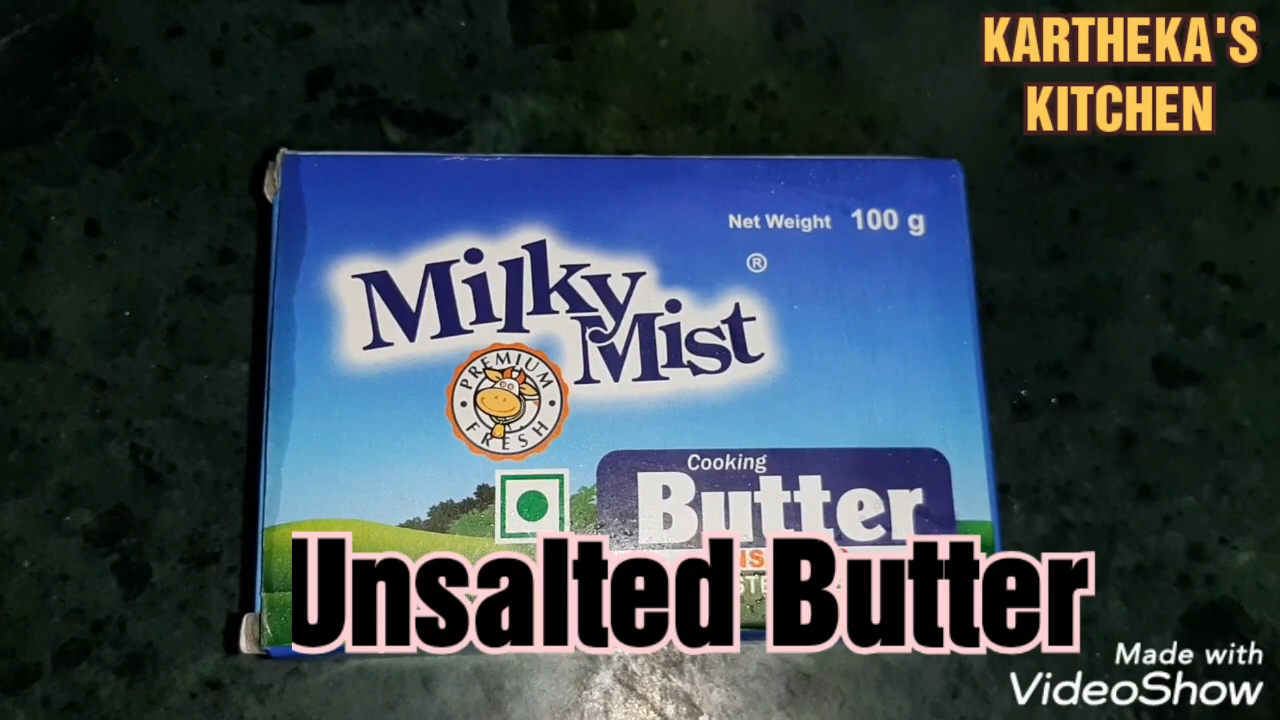 KARTHEKA'S
KITCHEN
Net Weight 100 g
Milky
Mist
®
PREMIUM
FRESH
Cooking
Butter
Unsalted Butter
Made with
VideoShow